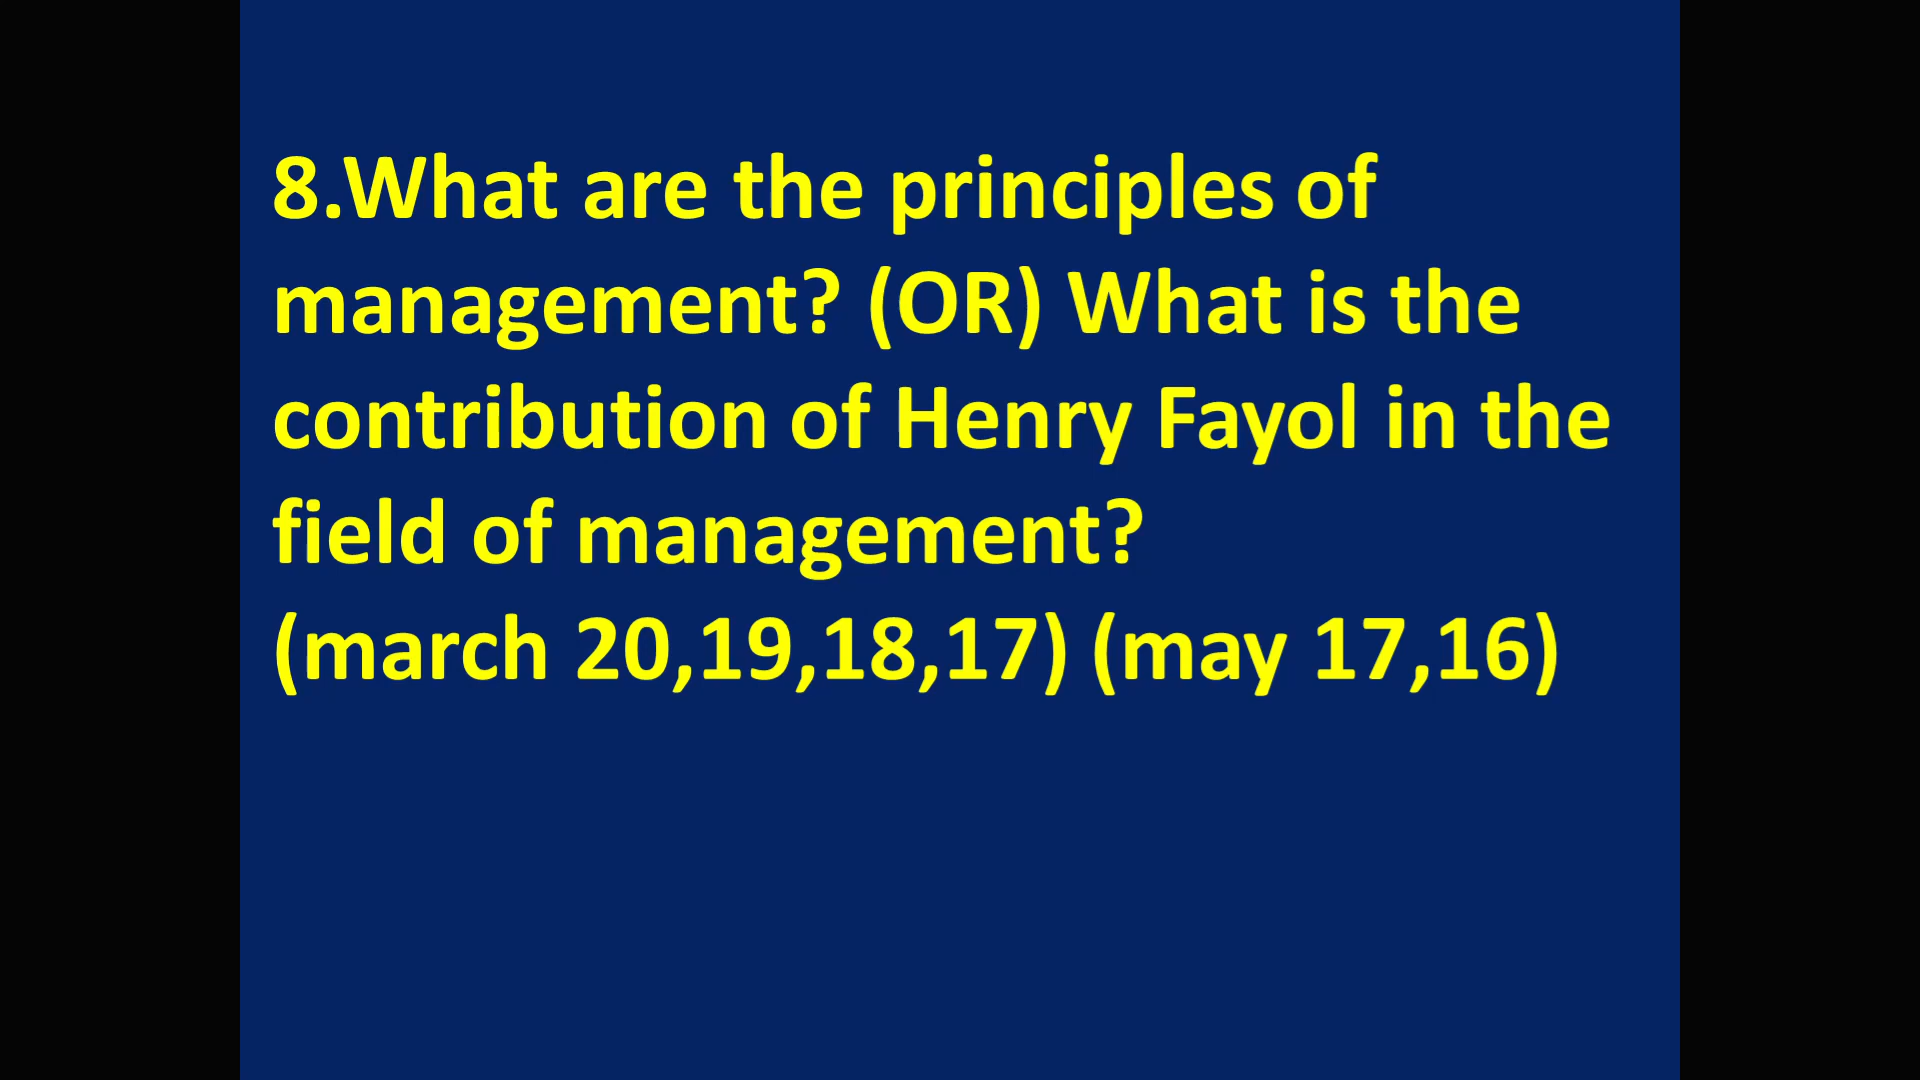 8.What are the principles of
management? (OR) What is the
contribution of Henry Fayol in the
field of management?
(march 20,19,18,17) (may 17,16)